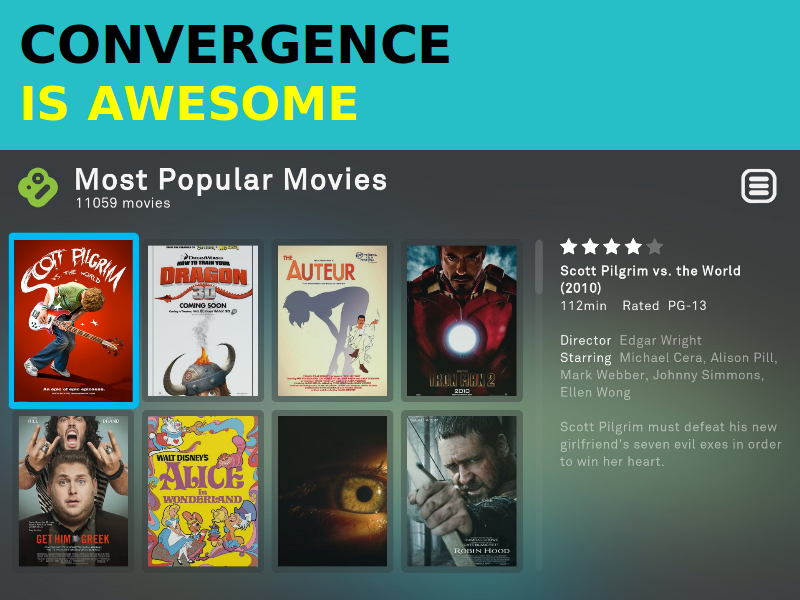 CONVERGENCE
IS AWESOME
Most Popular Movies
11059 movies
SCOTT PILGRIM
VS. THE WORLD
An epic of epic epicness.
DREAMWORKS
HOW TO TRAIN YOUR
DRAGON
3D
COMING SOON
THE
AUTEUR
IRON MAN 2
2010
Scott Pilgrim vs. the World
(2010)
112min Rated PG-13
Director Edgar Wright
Starring Michael Cera, Alison Pill,
Mark Webber, Johnny Simmons,
Ellen Wong
Scott Pilgrim must defeat his new
girlfriend's seven evil exes in order
to win her heart.
HILL BRAND
GET HIM TO THE GREEK
WALT DISNEY'S
ALICE
in
WONDERLAND
ROBIN HOOD